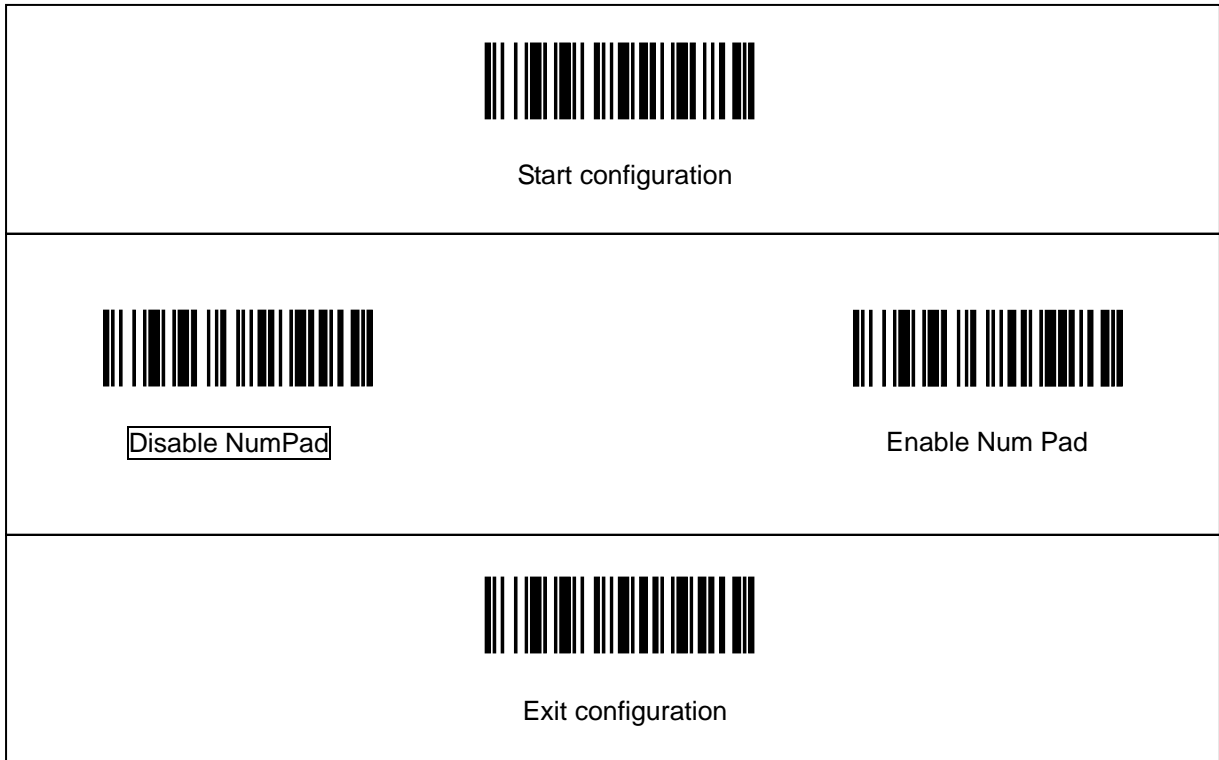 Start configuration
Disable NumPad
Enable Num Pad
Exit configuration